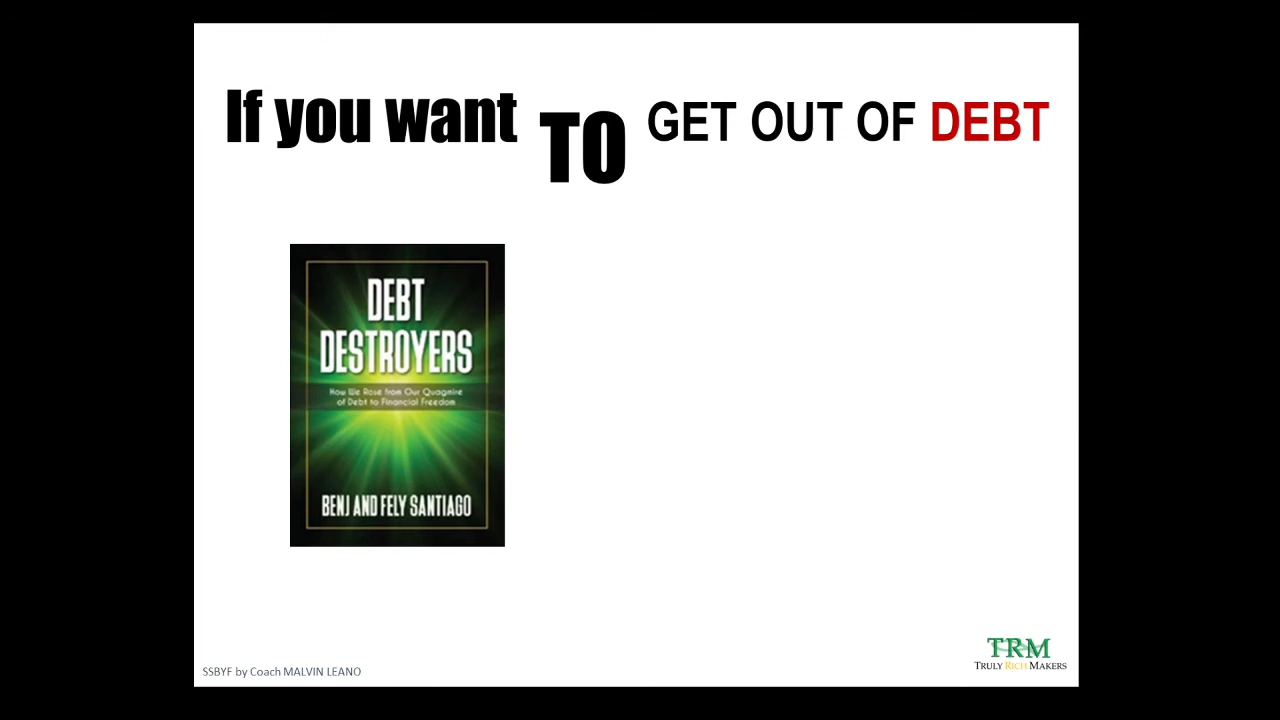 If you want TO GET OUT OF DEBT
DEBT
DESTROYERS
How We Rose from Our Quagmire
of Debt to Financial Freedom
BENJ AND FELY SANTIAGO
TRM
TRULY RICH MAKERS
SSBYF by Coach MALVIN LEANO